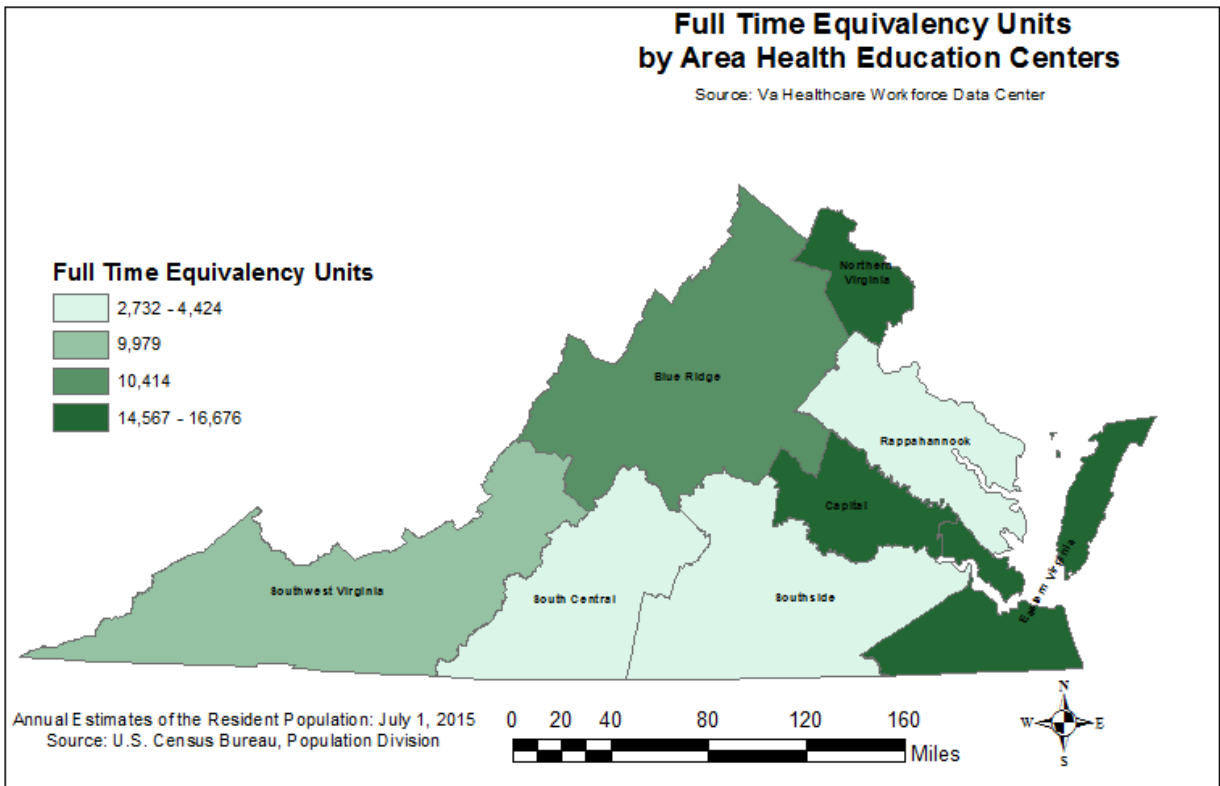 Full Time Equivalency Units
by Area Health Education Centers
Source: Va Healthcare Workforce Data Center
Full Time Equivalency Units
2,732 - 4,424
9,979
10,414
14,567 - 16,676
Northern
Virginia
Blue Ridge
Rappahannook
Capital
Eastern Virginia
Southwest Virginia
South Central
Southside
Annual Estimates of the Resident Population: July 1, 2015
Source: U.S. Census Bureau, Population Division
0 20 40 80 120 160
Miles
N
W E
S